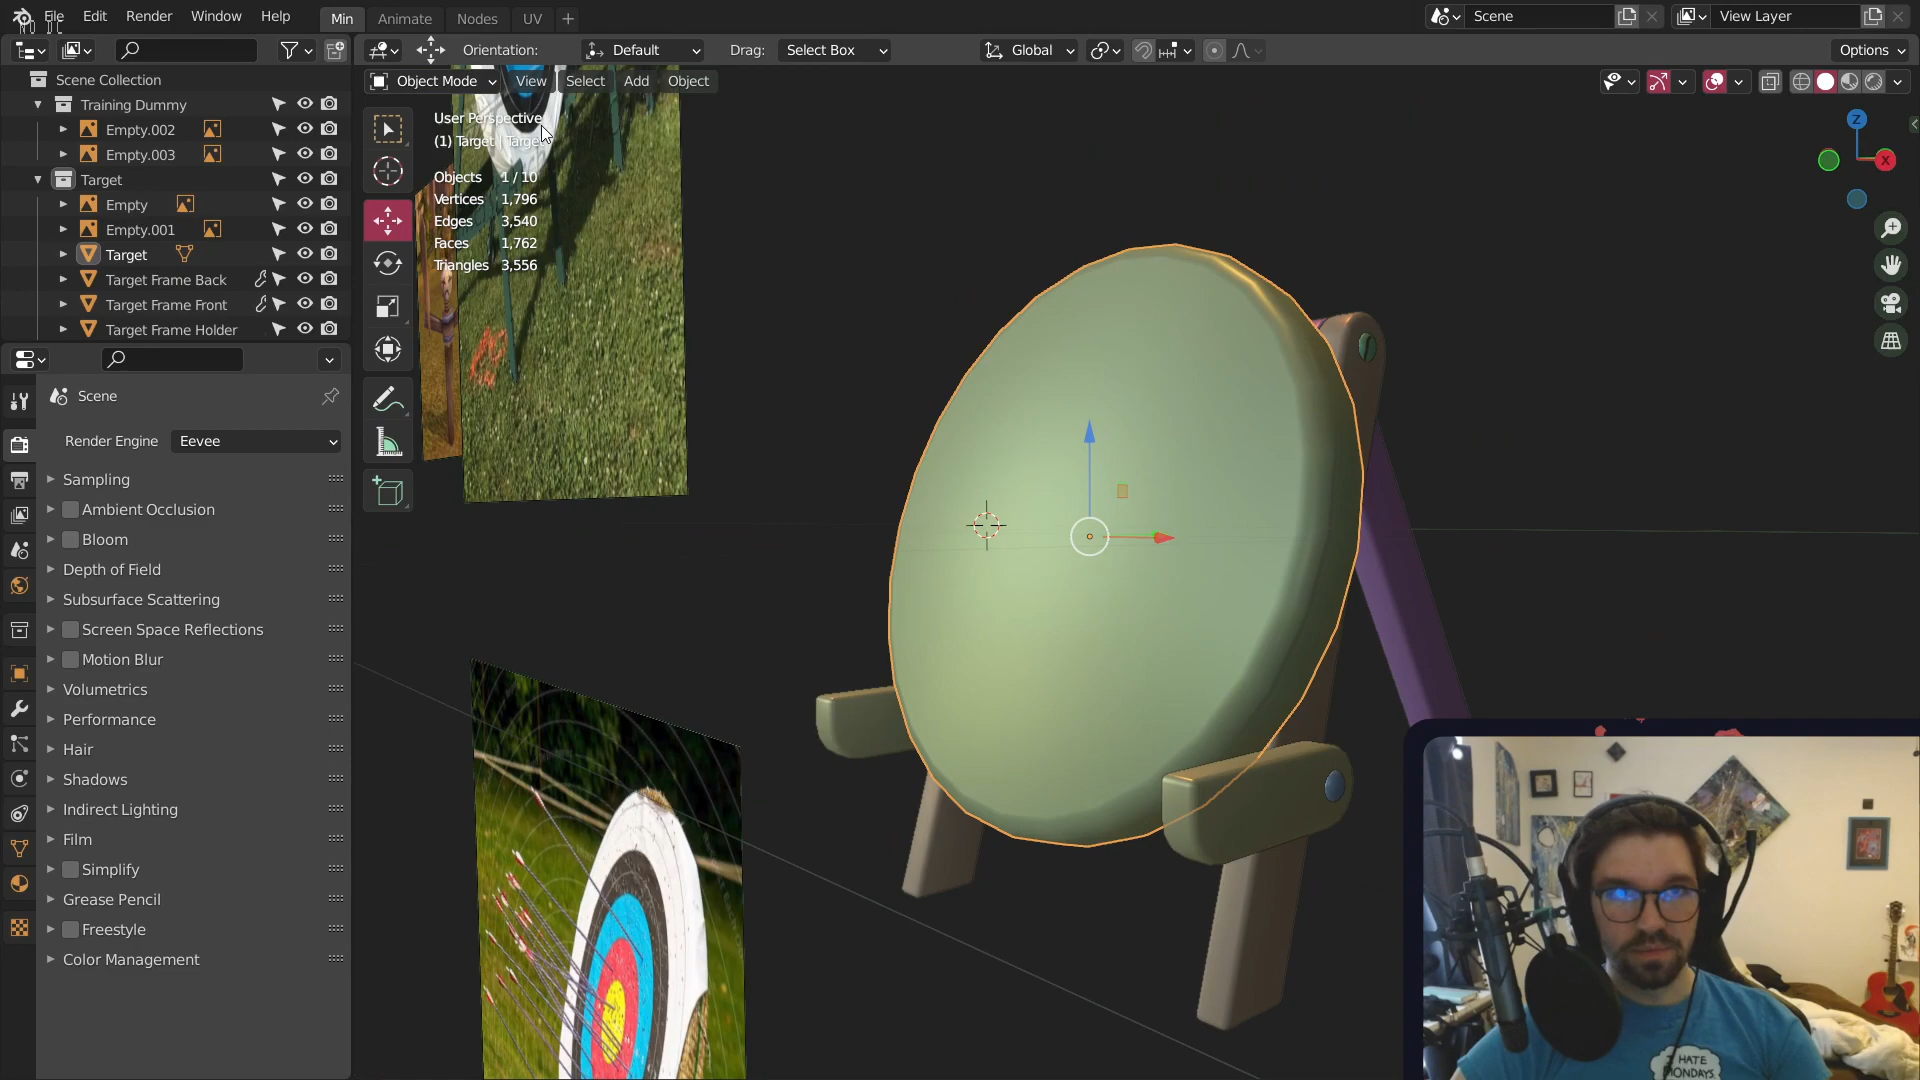 File Edit Render Window Help
Min Animate Nodes UV +
Scene
View Layer
Orientation: Default Drag: Select Box
Global
Options
Object Mode View Select Add Object
Scene Collection
Training Dummy
Empty.002
Empty.003
Target
Empty
Empty.001
Target
Target Frame Back
Target Frame Front
Target Frame Holder
User Perspective
(1) Target | Target
Objects 1 / 10
Vertices 1,796
Edges 3,540
Faces 1,762
Triangles 3,556
Z
X
Scene
Render Engine Eevee
Sampling
Ambient Occlusion
Bloom
Depth of Field
Subsurface Scattering
Screen Space Reflections
Motion Blur
Volumetrics
Performance
Hair
Shadows
Indirect Lighting
Film
Simplify
Grease Pencil
Freestyle
Color Management
I HATE
MONDAYS